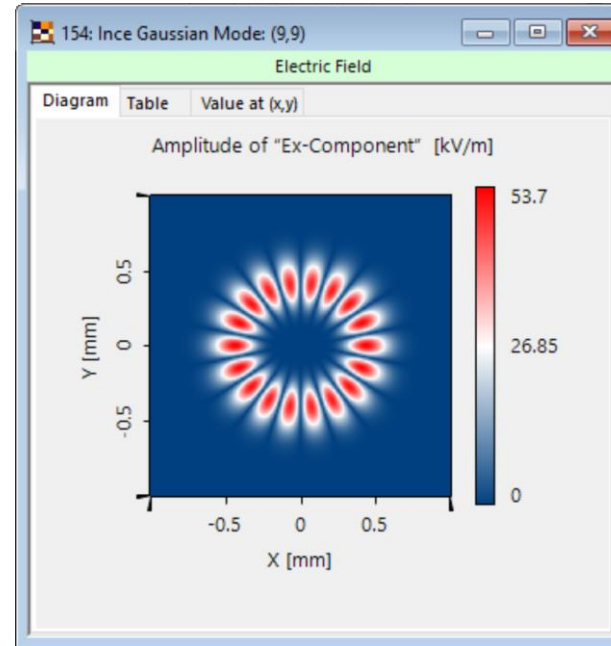 154: Ince Gaussian Mode: (9,9)
Electric Field
Diagram Table Value at (x,y)
Amplitude of "Ex-Component" [kV/m]
53.7
26.85
0
Y [mm]
0.5
0
-0.5
-0.5 0 0.5
X [mm]